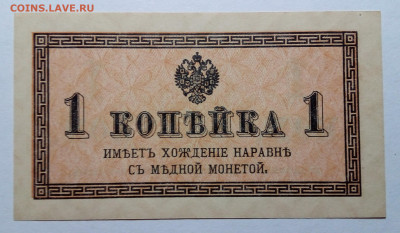 COINS.LAVE.RU
1 КОПѢЙКА 1
ИМѢЕТЪ ХОЖДЕНІЕ НАРАВНѢ
СЪ МѢДНОЙ МОНЕТОЙ.